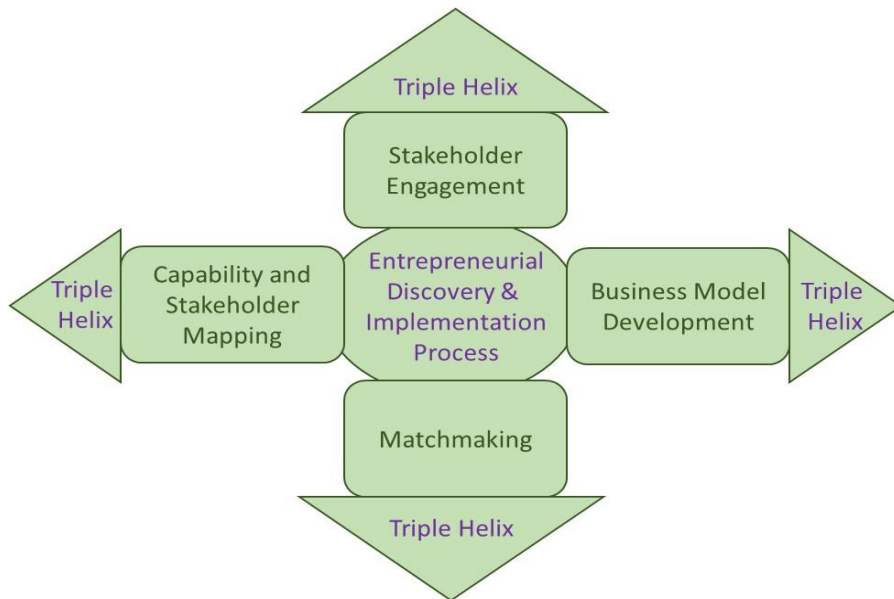 Triple Helix
Stakeholder
Engagement
Triple
Helix
Capability and
Stakeholder
Mapping
Entrepreneurial
Discovery &
Implementation
Process
Business Model
Development
Triple
Helix
Matchmaking
Triple Helix